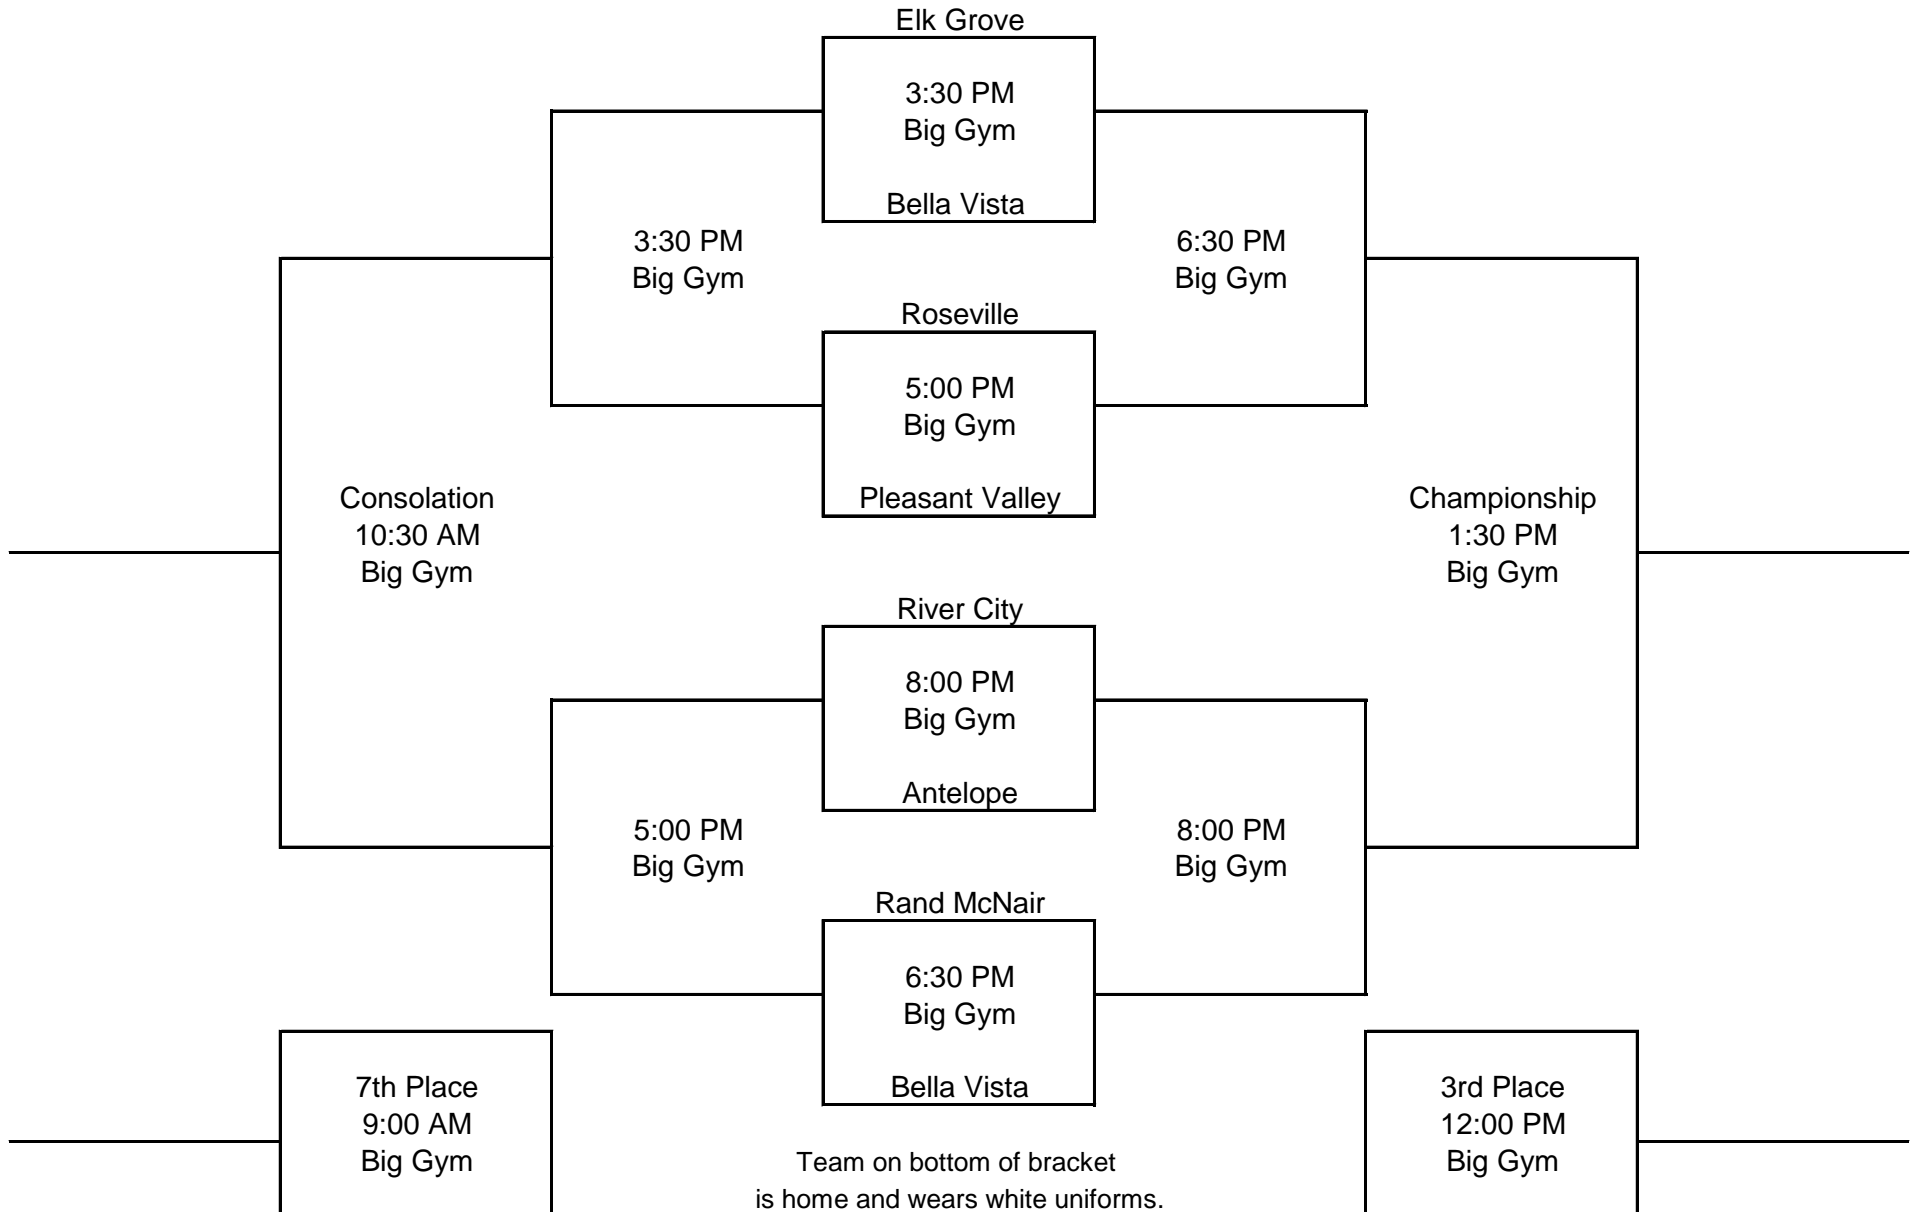 Elk Grove
3:30 PM
Big Gym
Bella Vista
3:30 PM
Big Gym
6:30 PM
Big Gym
Roseville
5:00 PM
Big Gym
Pleasant Valley
Consolation
10:30 AM
Big Gym
Championship
1:30 PM
Big Gym
River City
8:00 PM
Big Gym
Antelope
5:00 PM
Big Gym
8:00 PM
Big Gym
Rand McNair
6:30 PM
Big Gym
Bella Vista
7th Place
9:00 AM
Big Gym
3rd Place
12:00 PM
Big Gym
Team on bottom of bracket
is home and wears white uniforms.